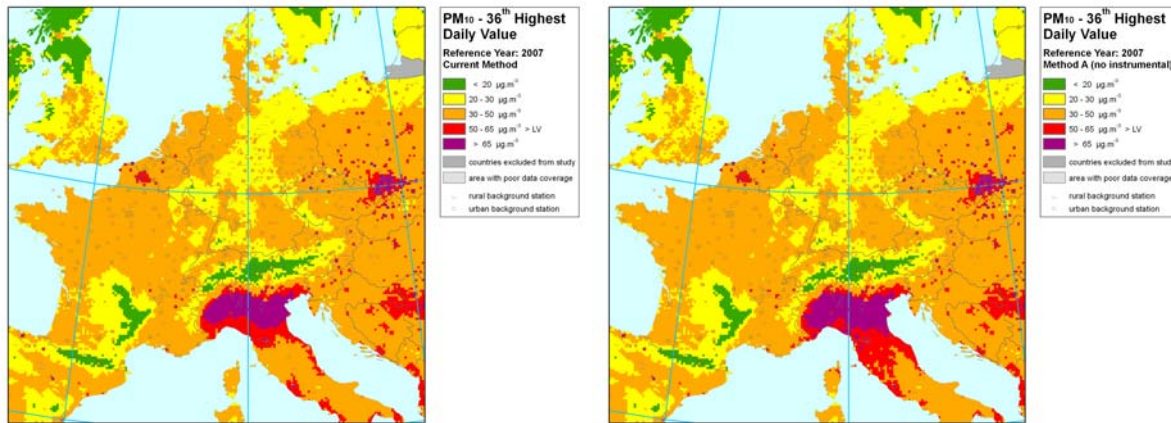 PM10 - 36th Highest
Daily Value
Reference Year: 2007
Current Method
< 20 µg.m-3
20 - 30 µg.m-3
30 - 50 µg.m-3
50 - 65 µg.m-3 > LV
> 65 µg.m-3
countries excluded from study
area with poor data coverage
rural background station
urban background station
PM10 - 36th Highest
Daily Value
Reference Year: 2007
Method A (no instrumental)
< 20 µg.m-3
20 - 30 µg.m-3
30 - 50 µg.m-3
50 - 65 µg.m-3 > LV
> 65 µg.m-3
countries excluded from study
area with poor data coverage
rural background station
urban background station